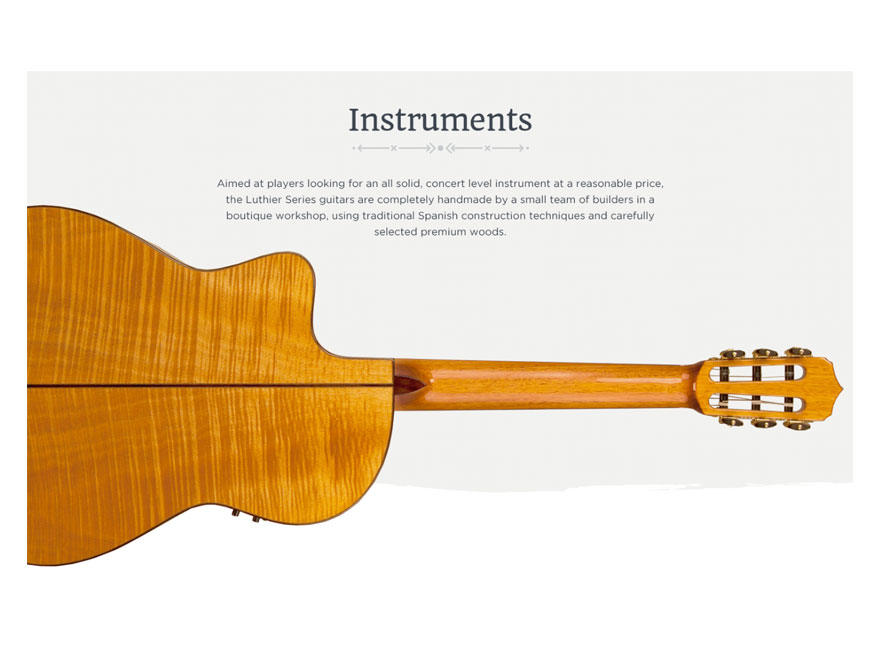 Instruments
Aimed at players looking for an all solid, concert level instrument at a reasonable price,
the Luthier Series guitars are completely handmade by a small team of builders in a
boutique workshop, using traditional Spanish construction techniques and carefully
selected premium woods.